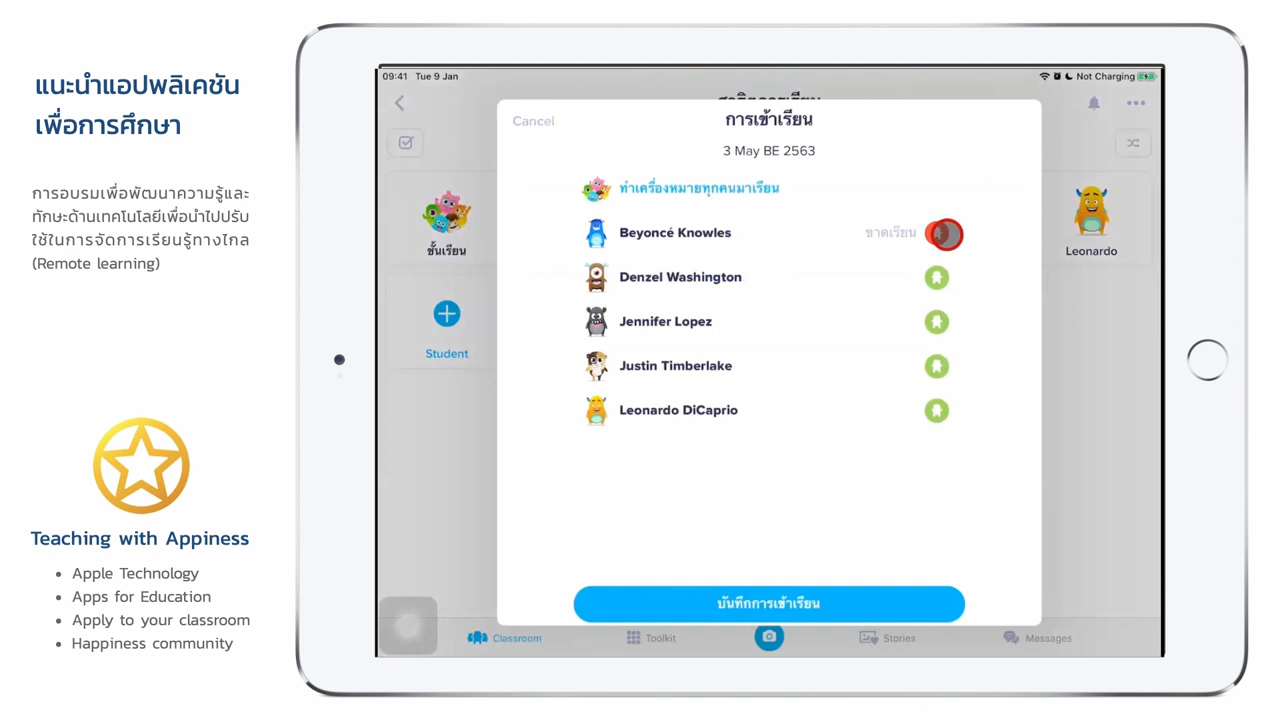 แนะนำแอปพลิเคชัน
เพื่อการศึกษา
การอบรมเพื่อพัฒนาความรู้และ
ทักษะด้านเทคโนโลยีเพื่อนำไปปรับ
ใช้ในการจัดการเรียนรู้ทางไกล
(Remote learning)
Teaching with Appiness
• Apple Technology
• Apps for Education
• Apply to your classroom
• Happiness community
09:41 Tue 9 Jan
Not Charging
Cancel
การเข้าเรียน
3 May BE 2563
ทำเครื่องหมายทุกคนมาเรียน
Beyoncé Knowles
ขาดเรียน
Denzel Washington
Jennifer Lopez
Justin Timberlake
Leonardo DiCaprio
บันทึกการเข้าเรียน
ชั้นเรียน
Leonardo
Student
Classroom
Toolkit
Stories
Messages